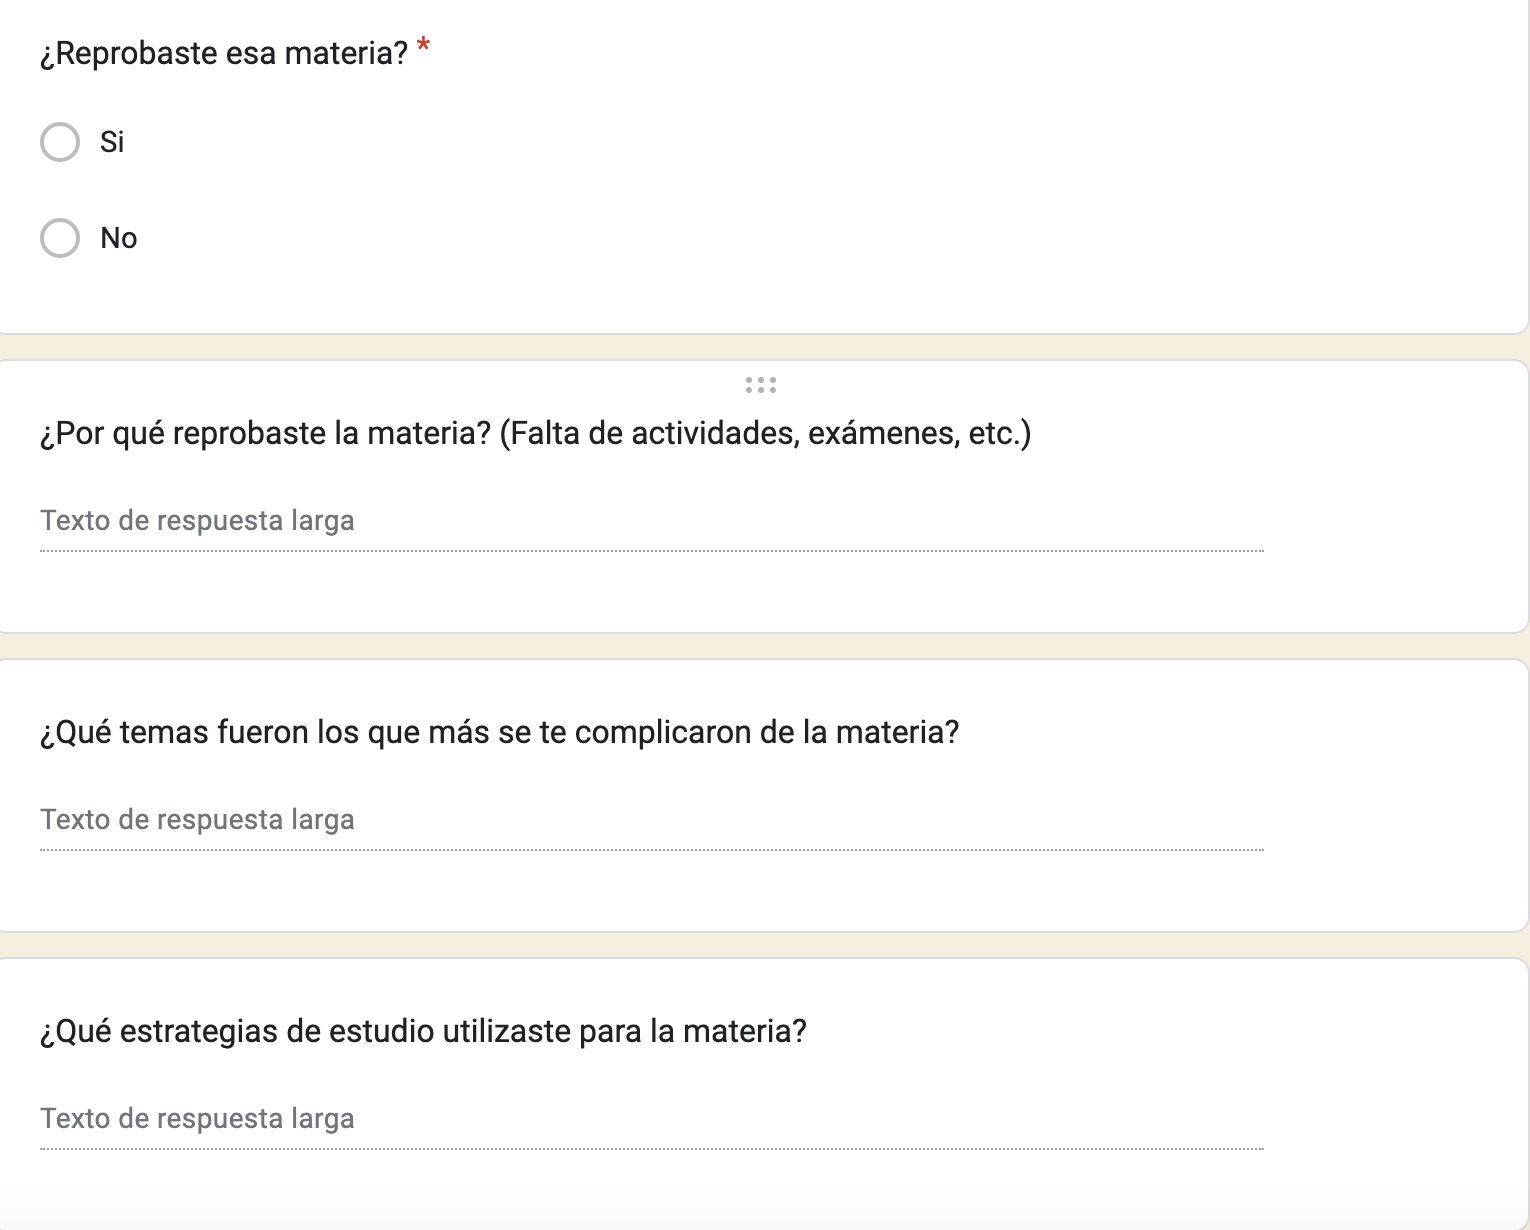 ¿Reprobaste esa materia? *
Si
No
¿Por qué reprobaste la materia? (Falta de actividades, exámenes, etc.)
Texto de respuesta larga
¿Qué temas fueron los que más se te complicaron de la materia?
Texto de respuesta larga
¿Qué estrategias de estudio utilizaste para la materia?
Texto de respuesta larga